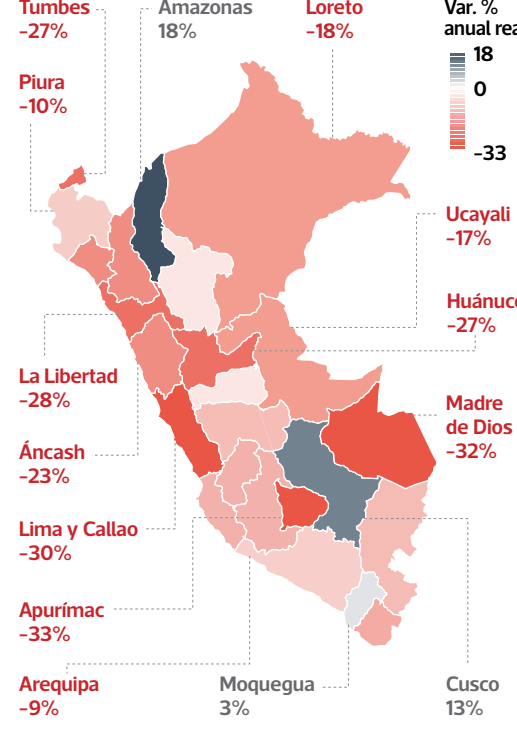 Tumbes
-27%
Amazonas
18%
Loreto
-18%
Var. %
anual rea
18
0
-33
Piura
-10%
Ucayali
-17%
Huánuco
-27%
La Libertad
-28%
Madre
de Dios
-32%
Áncash
-23%
Lima y Callao
-30%
Apurímac
-33%
Arequipa
-9%
Moquegua
3%
Cusco
13%